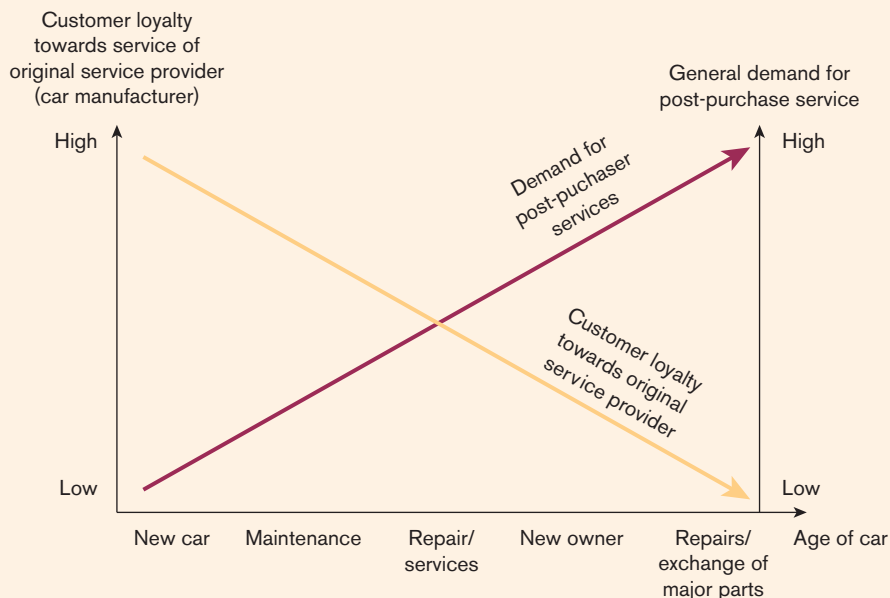 Customer loyalty
towards service of
original service provider
(car manufacturer)
General demand for
post-purchase service
High
High
Demand for
post-puchaser
services
Customer loyalty
towards original
service provider
Low
Low
New car
Maintenance
Repair/
services
New owner
Repairs/
exchange of
major parts
Age of car